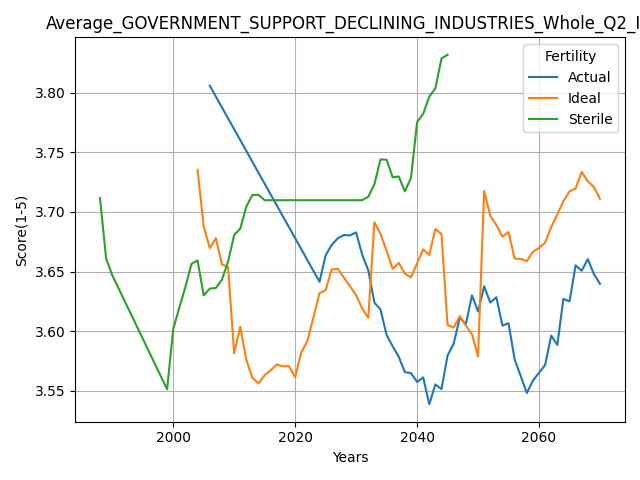 Average_GOVERNMENT_SUPPORT_DECLINING_INDUSTRIES_Whole_Q2_I
Fertility
Actual
Ideal
Sterile
3.80
3.75
3.70
3.65
3.60
3.55
Score(1-5)
2000
2020
2040
2060
Years